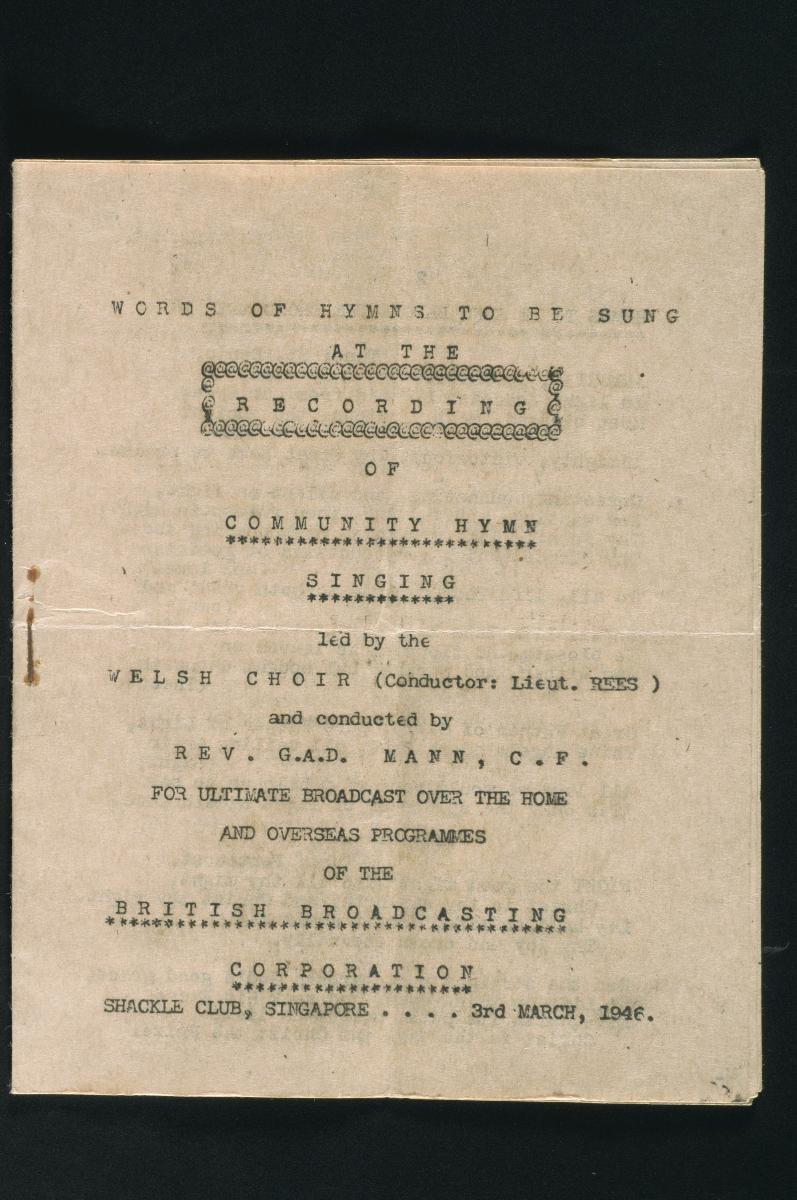 WORDS OF HYMNS TO BE SUNG
AT THE
RECORDING
OF
COMMUNITY HYMN
SINGING
led by the
WELSH CHOIR (Conductor: Lieut. REES )
and conducted by
REV. G.A.D. MANN, C.F.
FOR ULTIMATE BROADCAST OVER THE HOME
AND OVERSEAS PROGRAMMES
OF THE
BRITISH BROADCASTING
CORPORATION
SHACKLE CLUB, SINGAPORE . . . . 3rd MARCH, 1946.